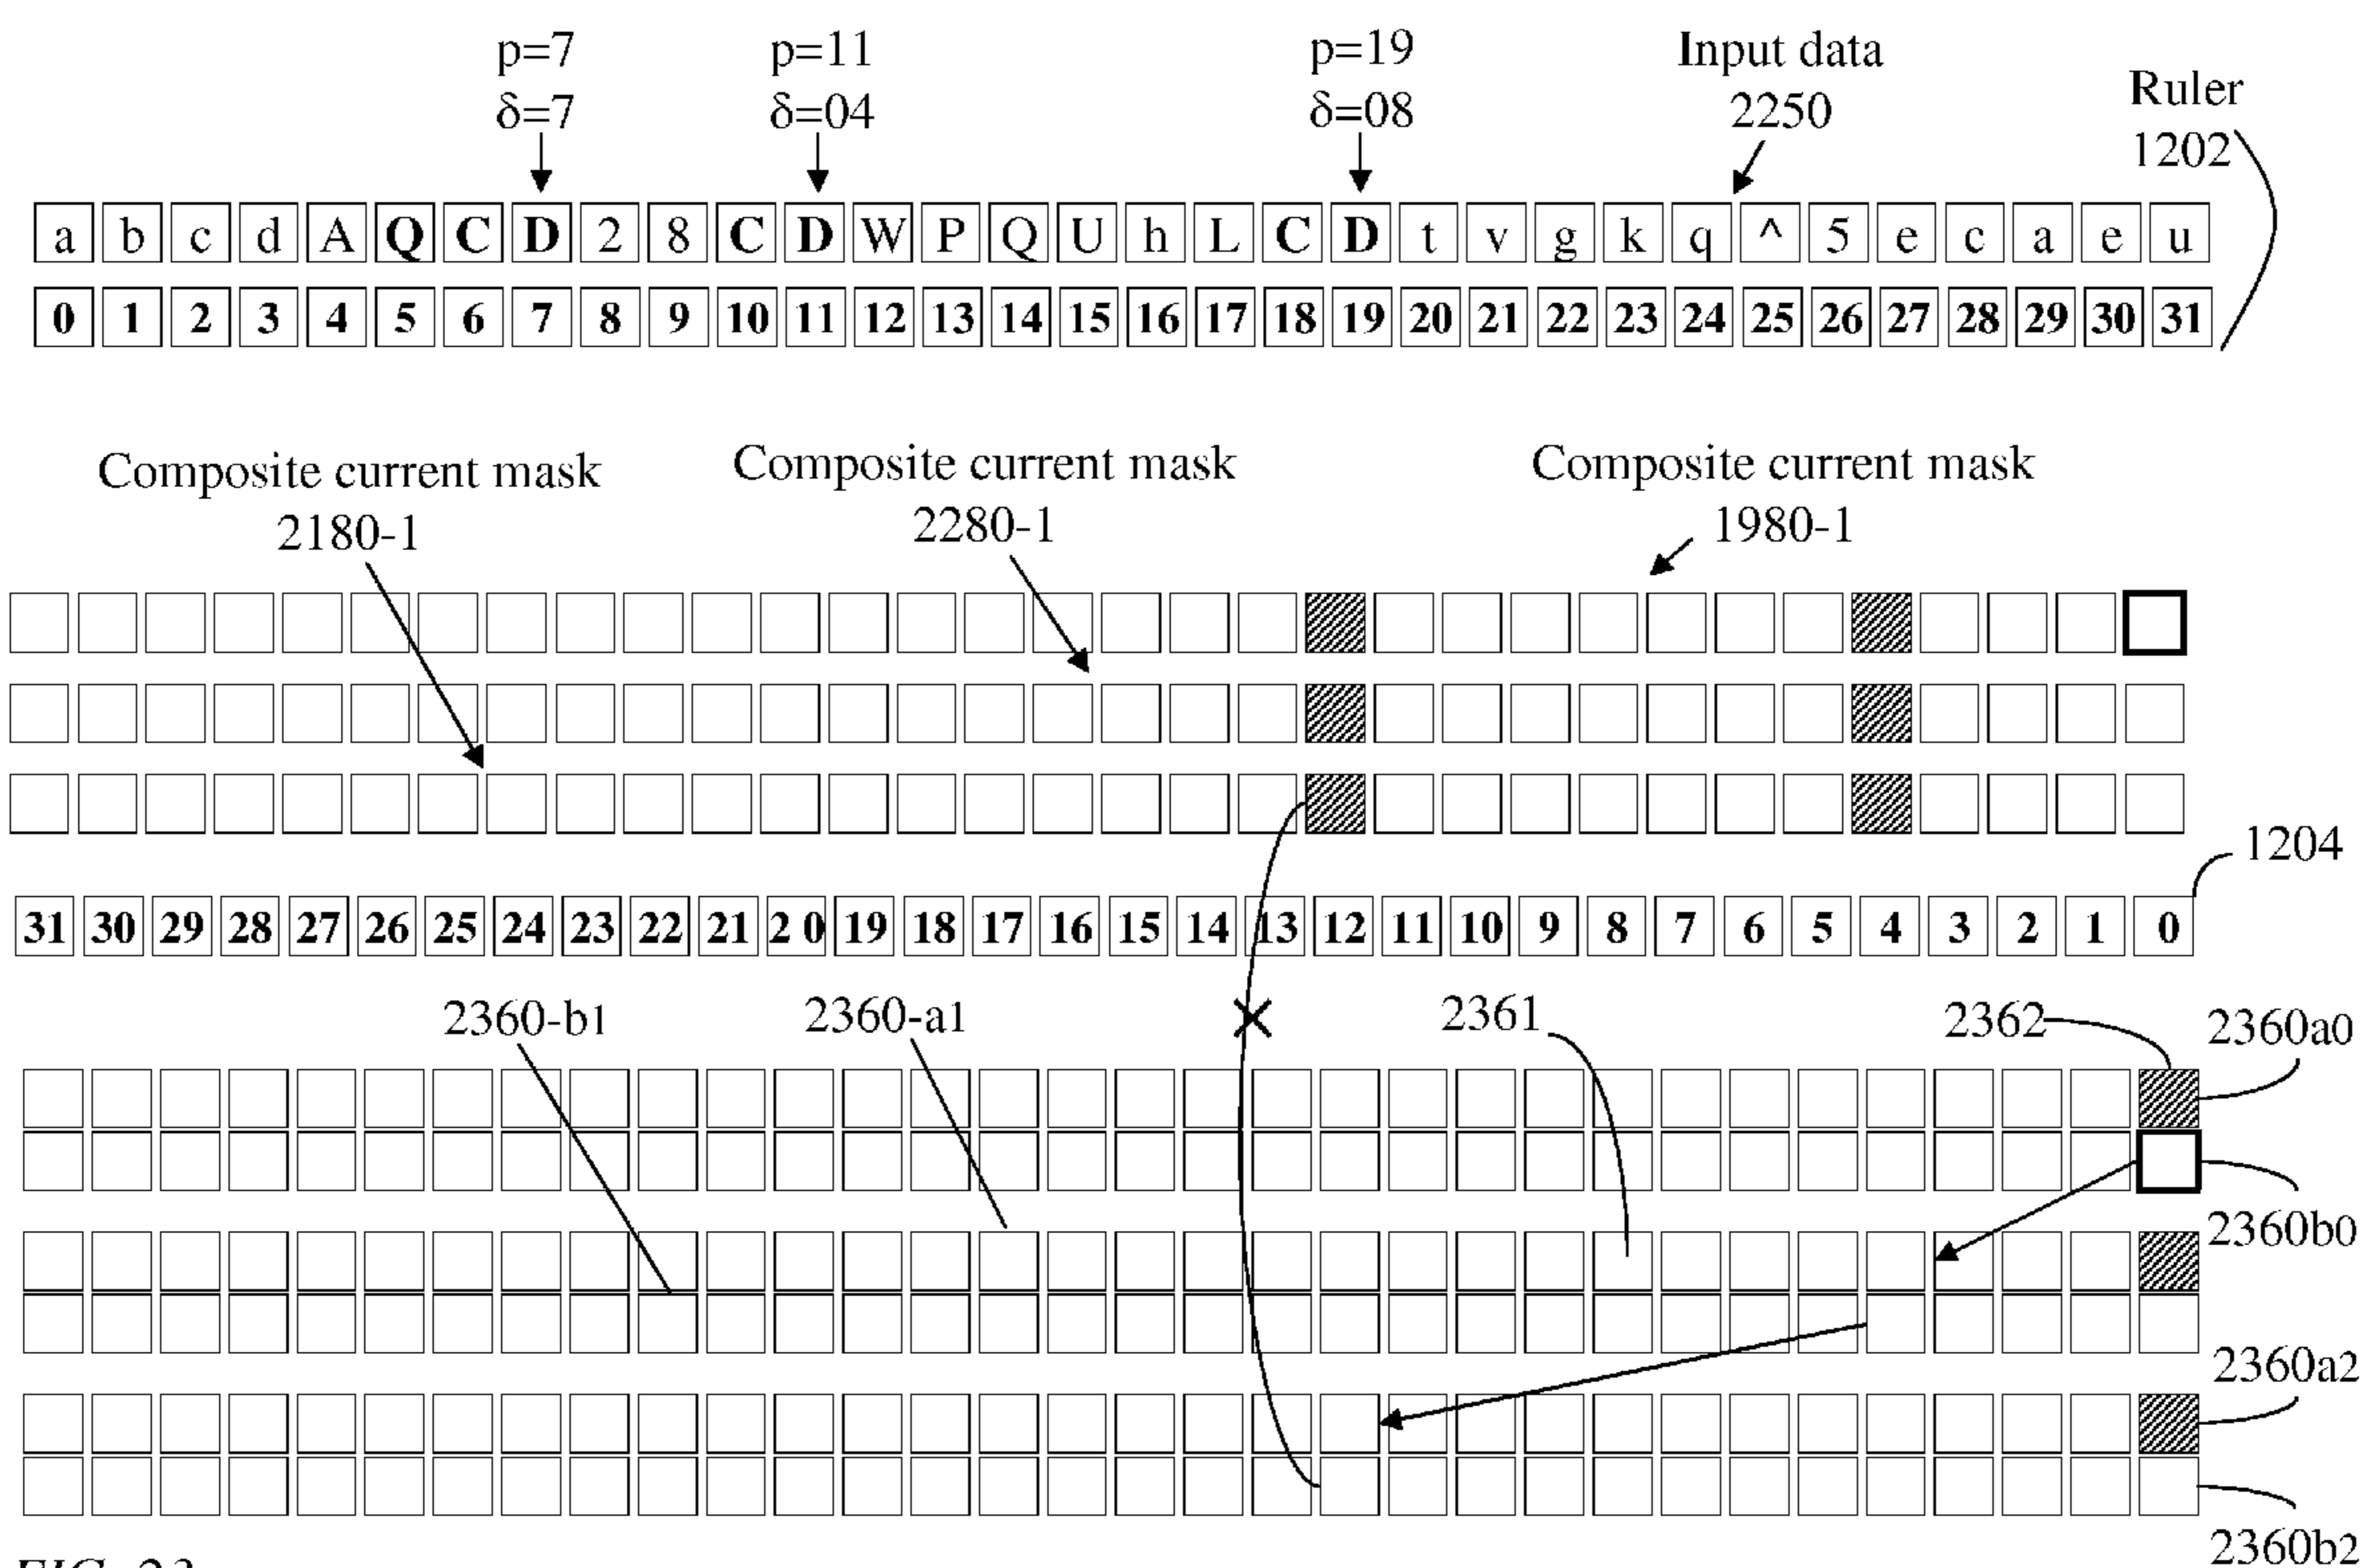 p=7 p=11 p=19 Input data
δ=7 δ=04 δ=08 2250
Ruler
1202
a b c d A Q C D 2 8 C D W P Q U h L C D t v g k q ^ 5 e c a e u
0 1 2 3 4 5 6 7 8 9 10 11 12 13 14 15 16 17 18 19 20 21 22 23 24 25 26 27 28 29 30 31
Composite current mask Composite current mask Composite current mask
2180-1 2280-1 1980-1
1204
31 30 29 28 27 26 25 24 23 22 21 2 0 19 18 17 16 15 14 13 12 11 10 9 8 7 6 5 4 3 2 1 0
2360-b1 2360-a1 2361 2362 2360a0
2360b0
2360a2
2360b2
FIG. 23